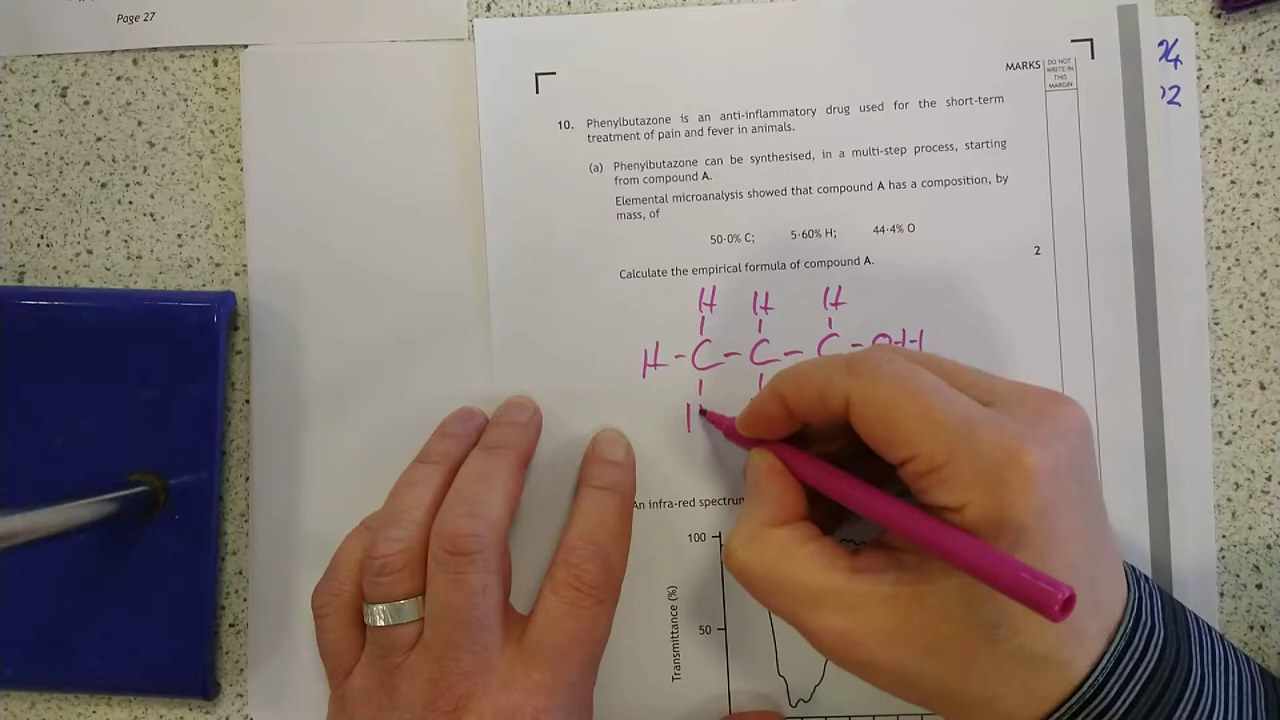 Page 27
MARKS
DO NOT
WRITE IN
THIS
MARGIN
24
10. Phenylbutazone is an anti-inflammatory drug used for the short-term
treatment of pain and fever in animals.
(a) Phenylbutazone can be synthesised, in a multi-step process, starting
from compound A.
Elemental microanalysis showed that compound A has a composition, by
mass, of
50·0% C; 5·60% H; 44·4% O
2
Calculate the empirical formula of compound A.
H H H
H - C - C - C - OH
An infra-red spectrum
100
50
Transmittance (%)